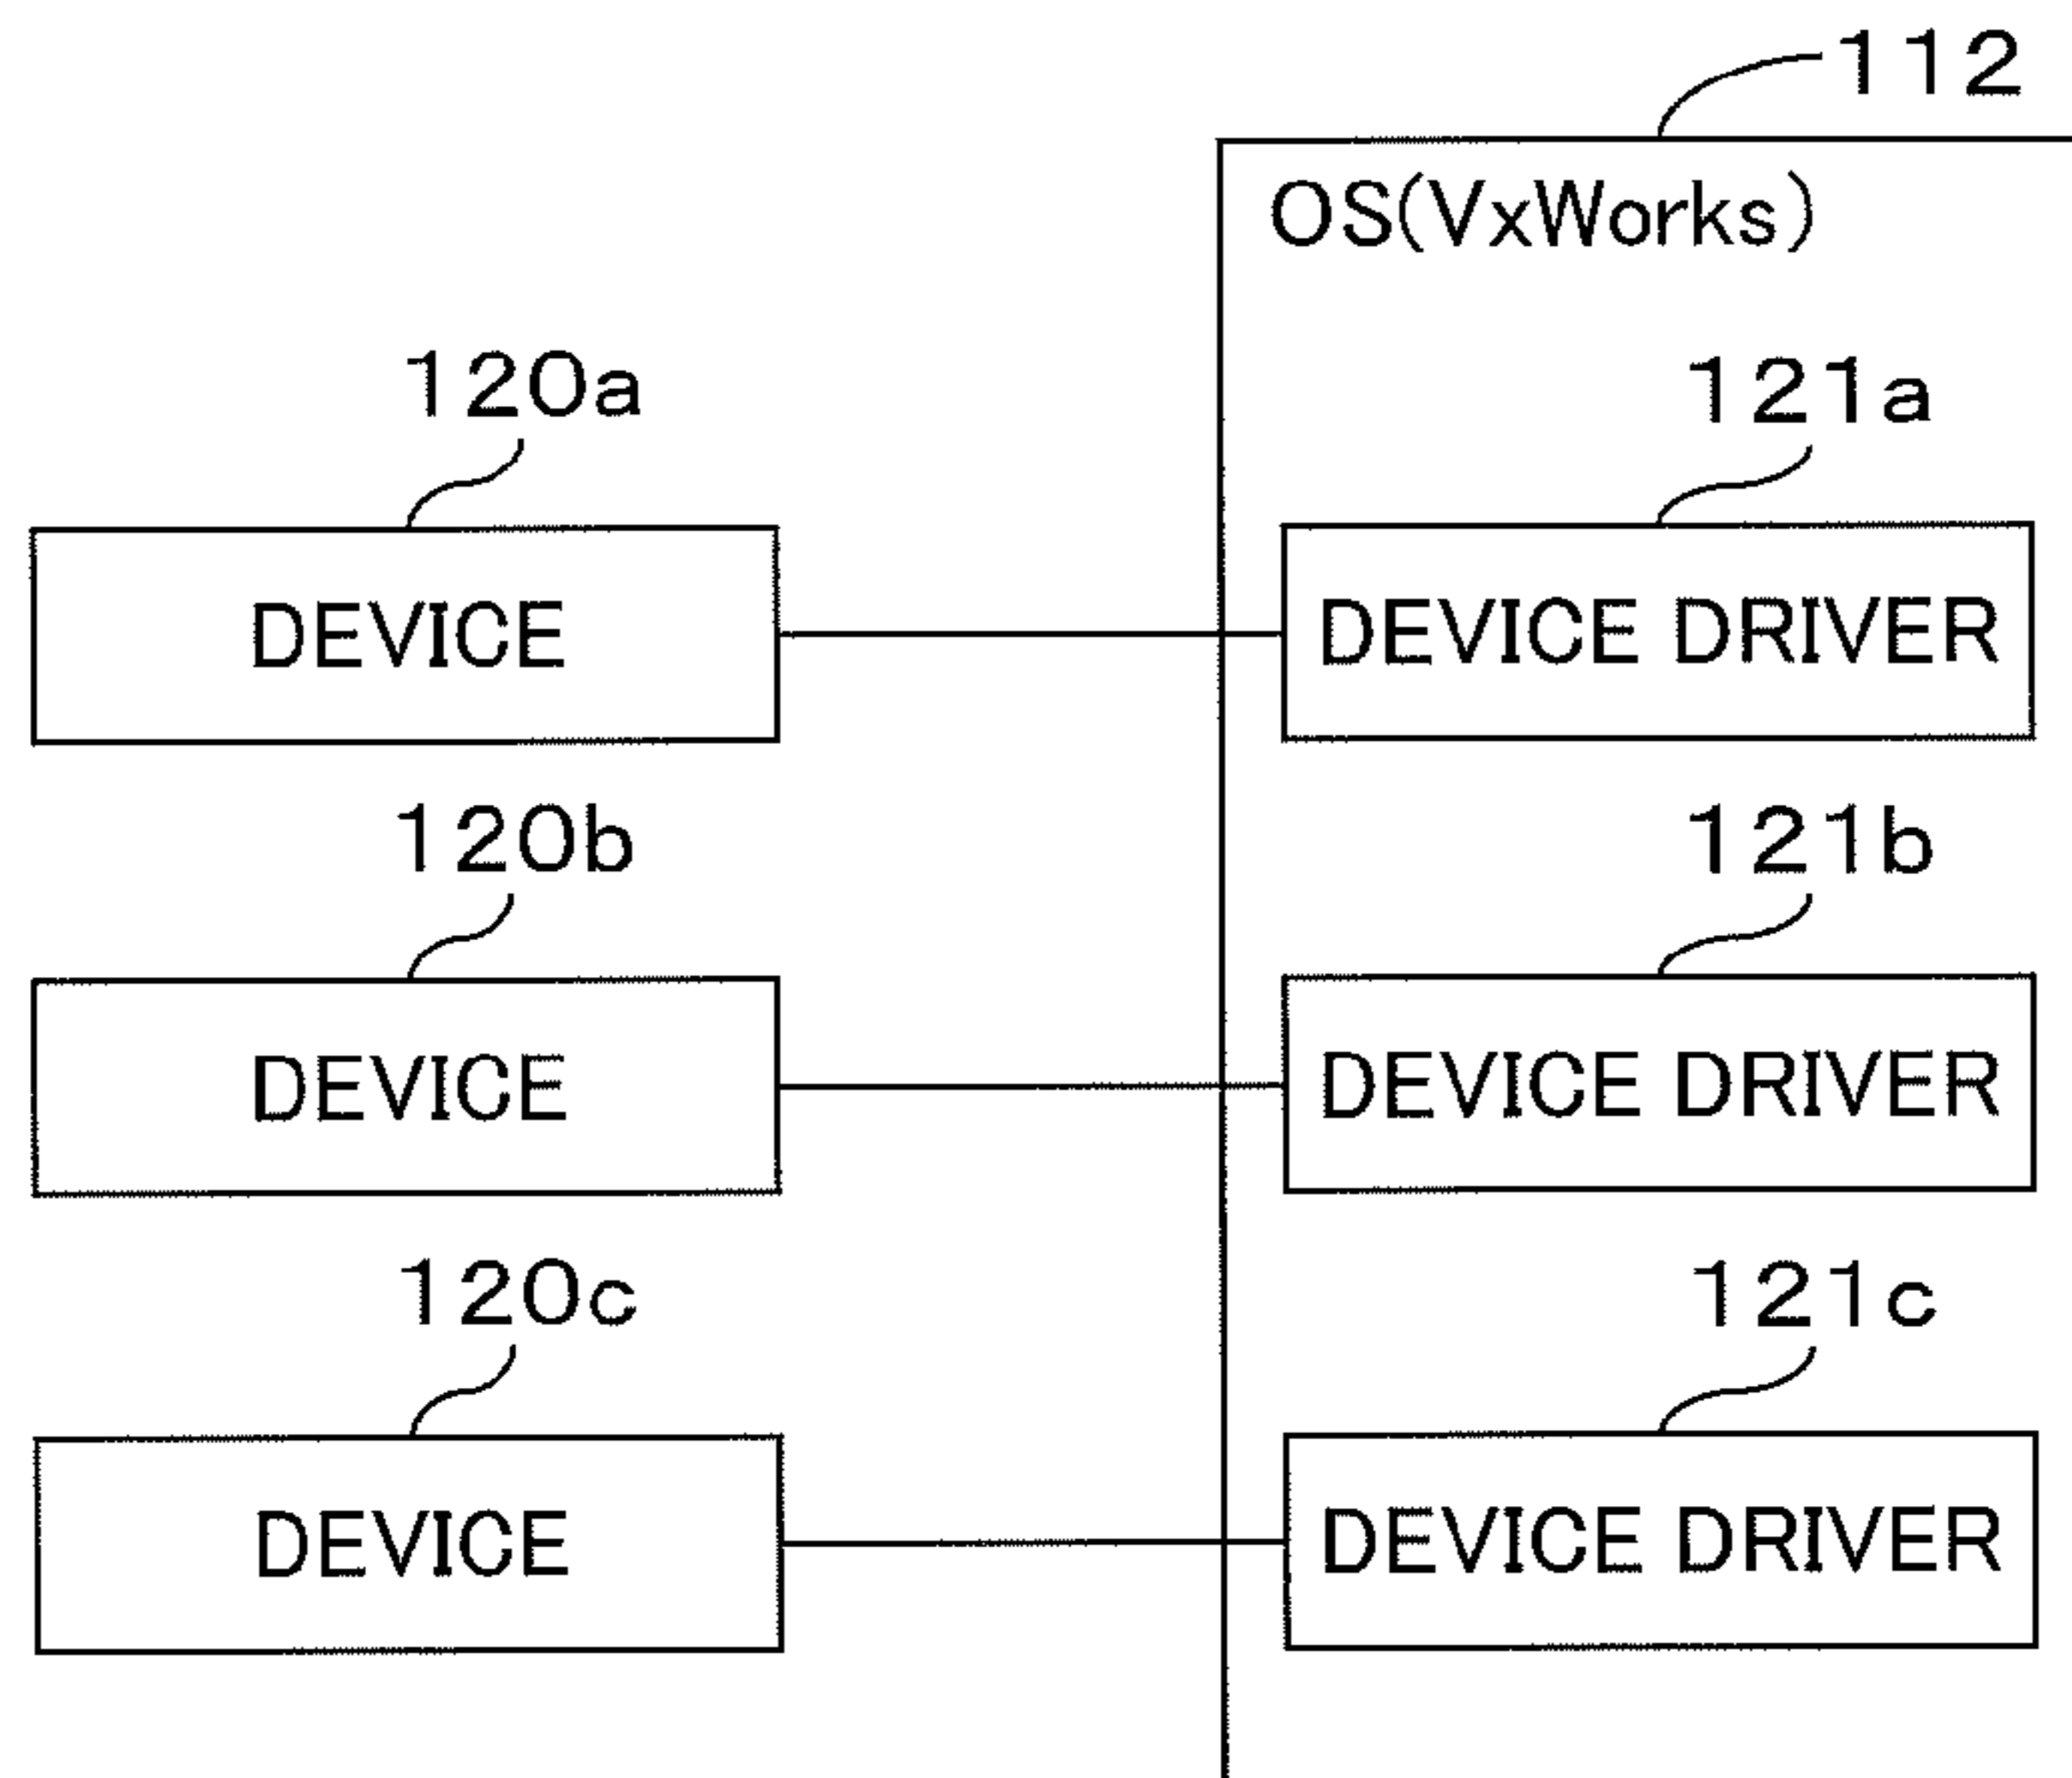 112
OS(VxWorks)
120a
121a
DEVICE
DEVICE DRIVER
120b
121b
DEVICE
DEVICE DRIVER
120c
121c
DEVICE
DEVICE DRIVER